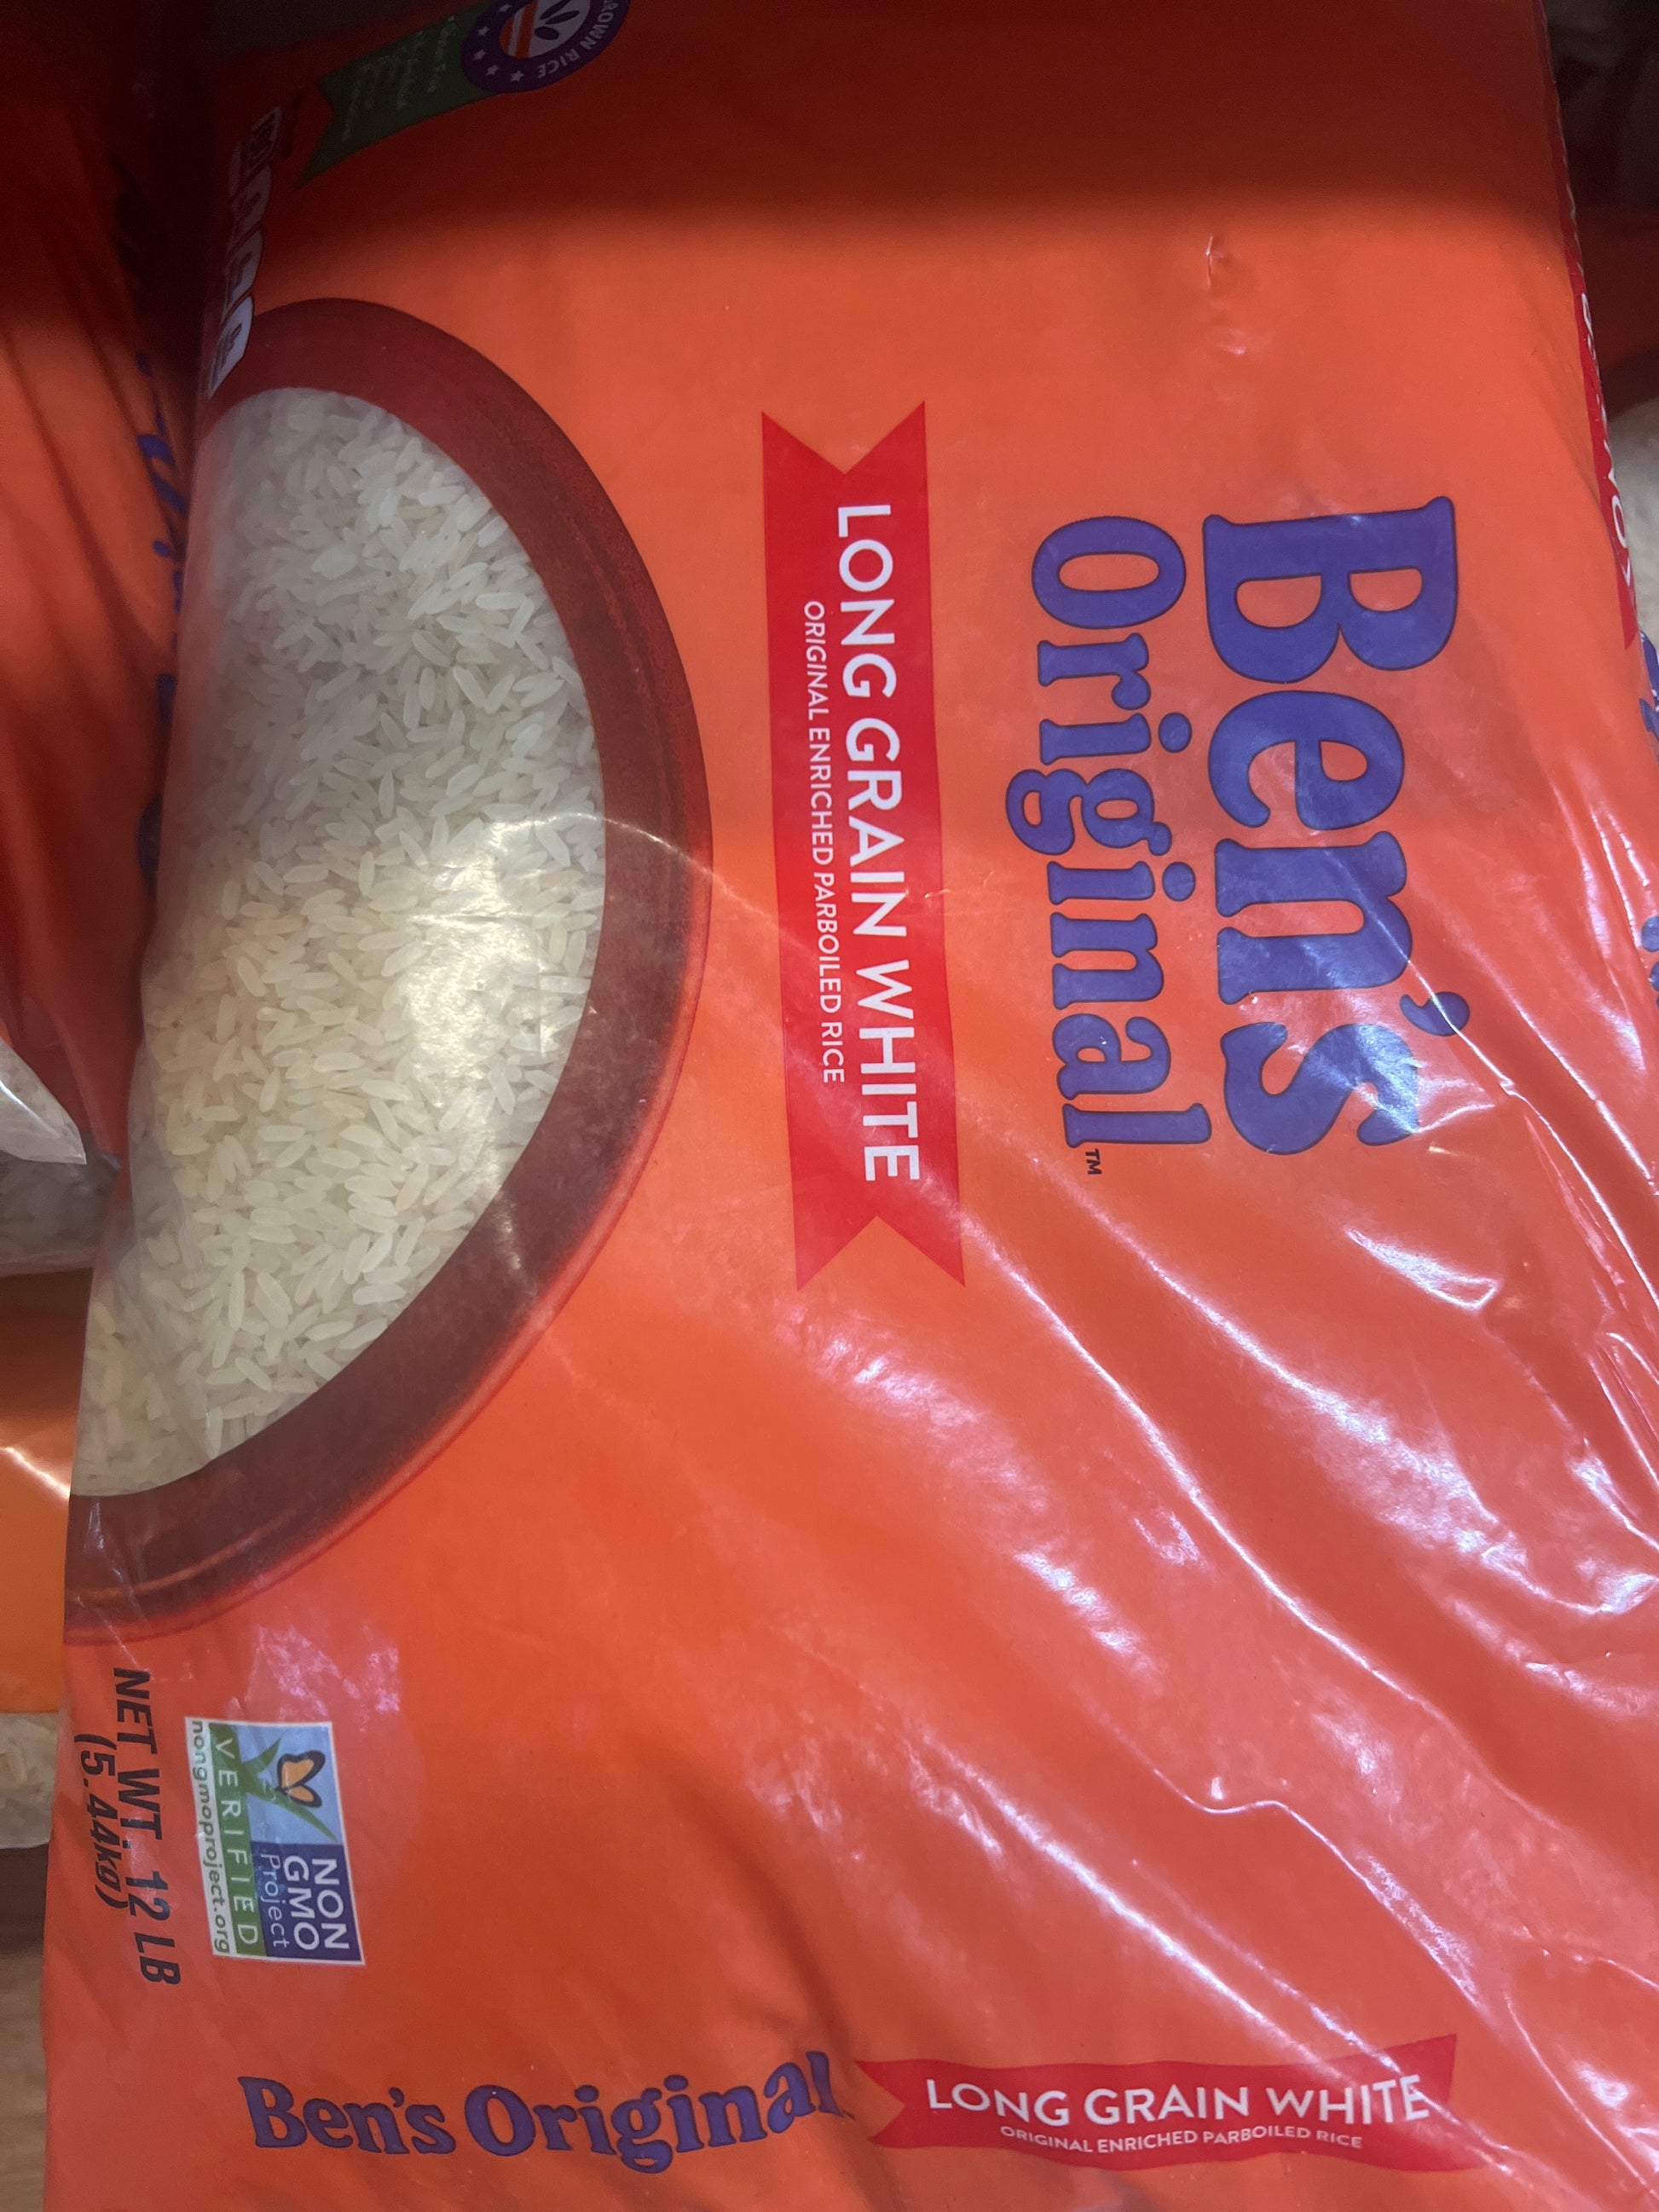 Ben's
Original™
LONG GRAIN WHITE
ORIGINAL ENRICHED PARBOILED RICE
NON
GMO
Project
VERIFIED
nongmoproject.org
NET WT. 12 LB
(5.44kg)
Ben's Original
LONG GRAIN WHITE
ORIGINAL ENRICHED PARBOILED RICE
RICE